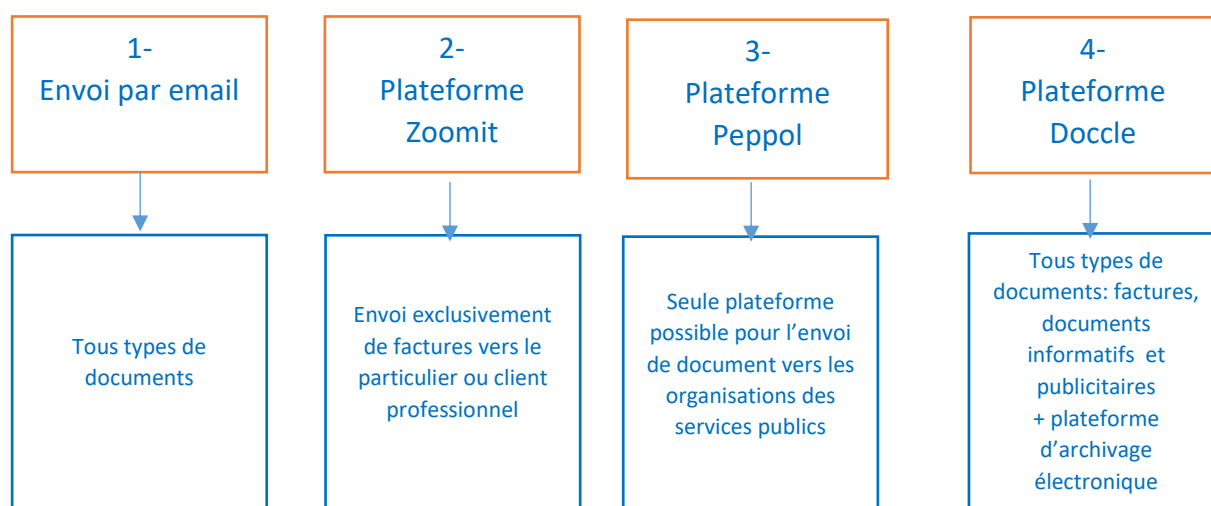 1-
Envoi par email
2-
Plateforme
Zoomit
3-
Plateforme
Peppol
4-
Plateforme
Doccle
Tous types de
documents
Envoi exclusivement
de factures vers le
particulier ou client
professionnel
Seule plateforme
possible pour l’envoi
de document vers les
organisations des
services publics
Tous types de
documents: factures,
documents
informatifs et
publicitaires
+ plateforme
d’archivage
électronique